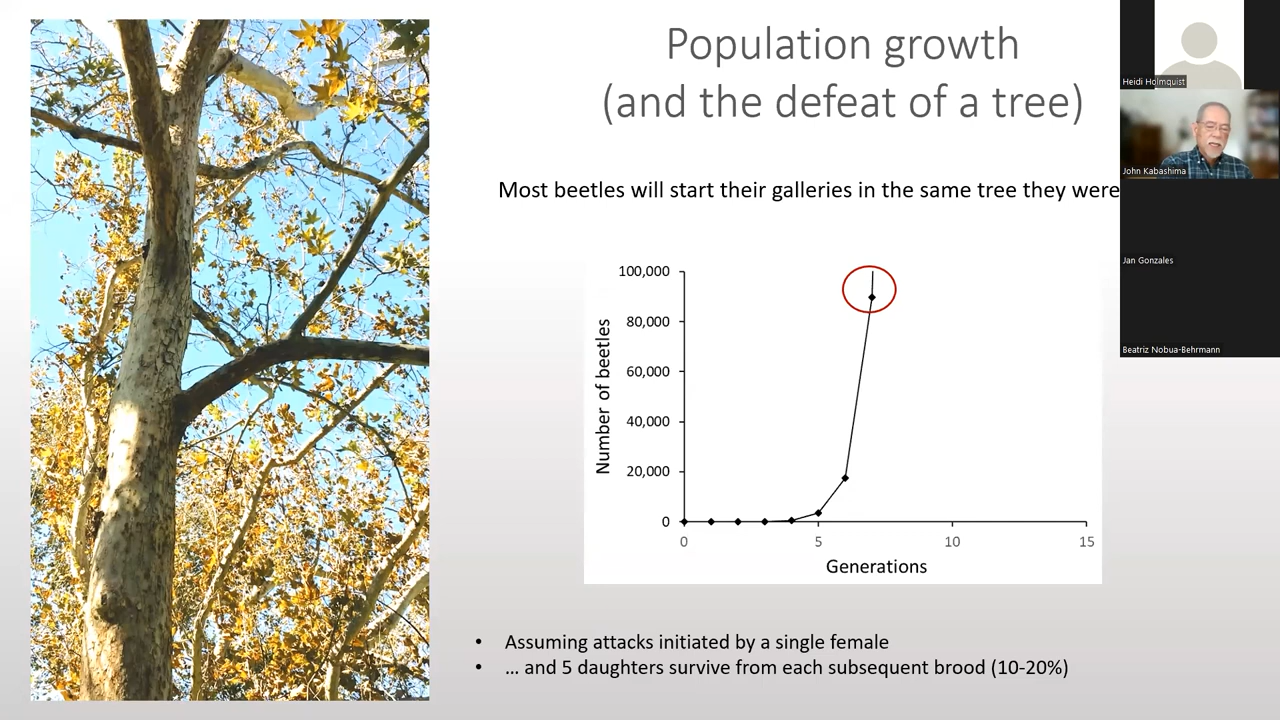 Population growth
(and the defeat of a tree)
Most beetles will start their galleries in the same tree they were
100,000
80,000
60,000
40,000
20,000
0
Number of beetles
0 5 10 15
Generations
• Assuming attacks initiated by a single female
• … and 5 daughters survive from each subsequent brood (10-20%)
Heidi Holmquist
John Kabashima
Jan Gonzales
Beatriz Nobua-Behrmann